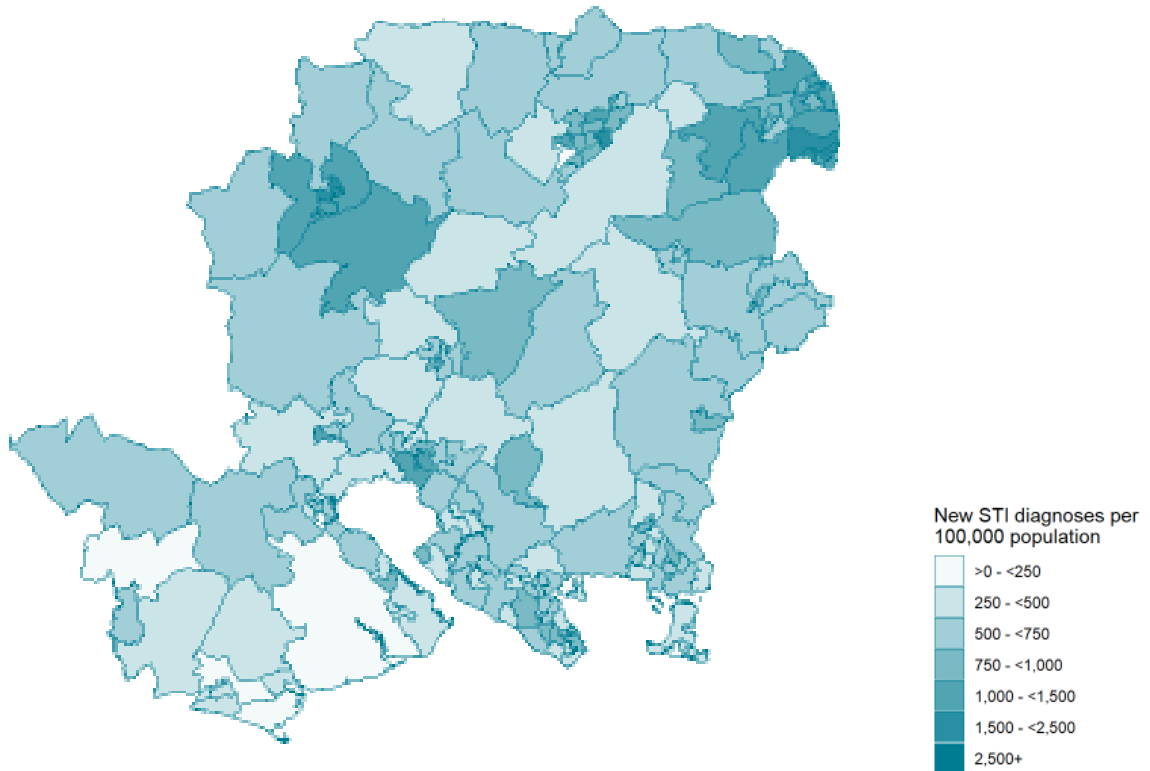 New STI diagnoses per
100,000 population
>0 - <250
250 - <500
500 - <750
750 - <1,000
1,000 - <1,500
1,500 - <2,500
2,500+